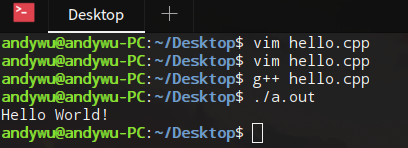 Desktop
andywu@andywu-PC:~/Desktop$ vim hello.cpp
andywu@andywu-PC:~/Desktop$ vim hello.cpp
andywu@andywu-PC:~/Desktop$ g++ hello.cpp
andywu@andywu-PC:~/Desktop$ ./a.out
Hello World!
andywu@andywu-PC:~/Desktop$